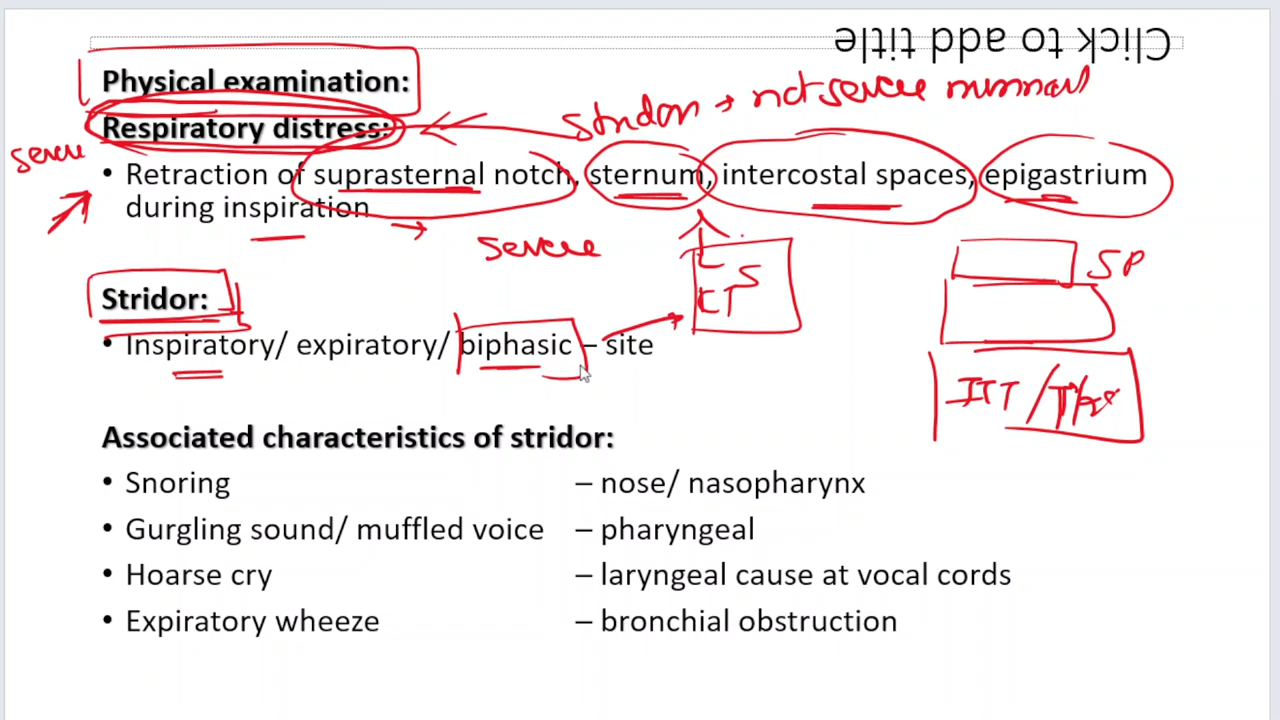 Click to add title
Physical examination:
stridor → not severe
Respiratory distress:
severe
• Retraction of suprasternal notch, sternum, intercostal spaces, epigastrium
during inspiration
severe
SP
S
CT
Stridor:
• Inspiratory/ expiratory/ biphasic – site
ITT /
Associated characteristics of stridor:
• Snoring – nose/ nasopharynx
• Gurgling sound/ muffled voice – pharyngeal
• Hoarse cry – laryngeal cause at vocal cords
• Expiratory wheeze – bronchial obstruction